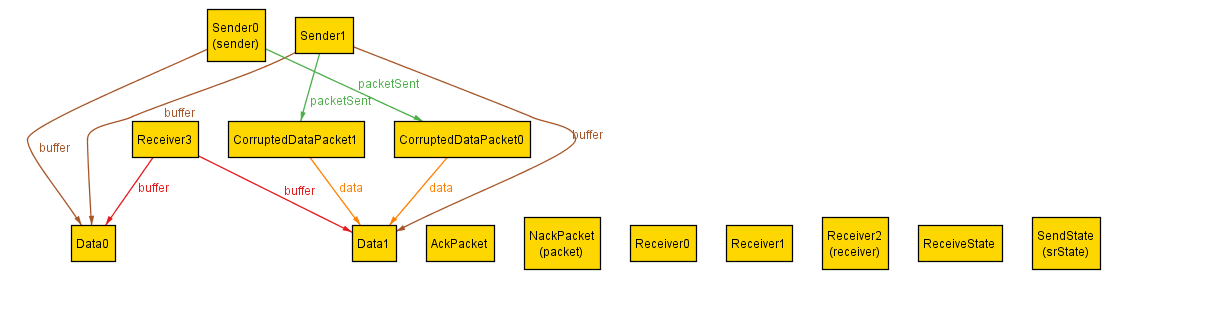 Sender0
(sender)
Sender1
packetSent
packetSent
buffer
buffer
buffer
Receiver3
CorruptedDataPacket1
CorruptedDataPacket0
buffer
buffer
data
data
Data0
Data1
AckPacket
NackPacket
(packet)
Receiver0
Receiver1
Receiver2
(receiver)
ReceiveState
SendState
(srState)